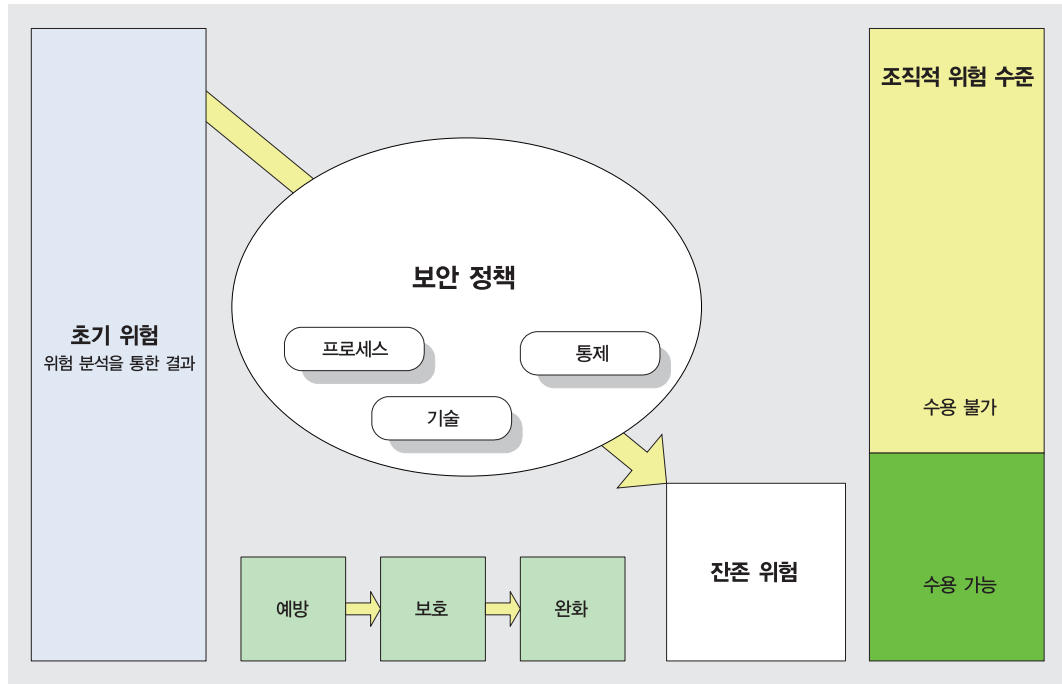 초기 위험
위험 분석을 통한 결과
보안 정책
프로세스
통제
기술
예방
보호
완화
잔존 위험
조직적 위험 수준
수용 불가
수용 가능